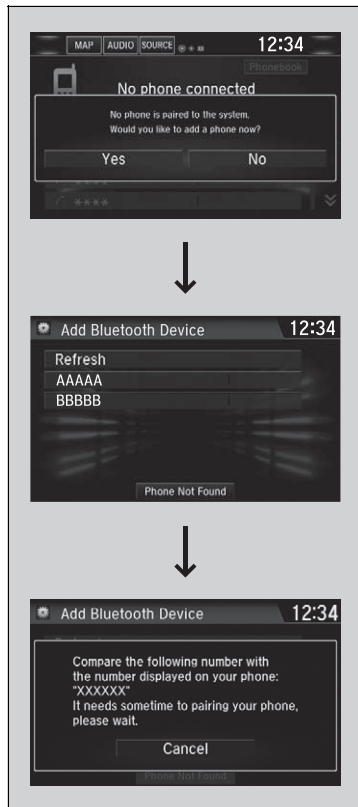 MAP AUDIO SOURCE 12:34
Phonebook
No phone connected
No phone is paired to the system.
Would you like to add a phone now?
Yes No
****
****
Add Bluetooth Device 12:34
Refresh
AAAAA
BBBBB
Phone Not Found
Add Bluetooth Device 12:34
Compare the following number with
the number displayed on your phone:
"XXXXXX"
It needs sometime to pairing your phone,
please wait.
Cancel
Phone Not Found